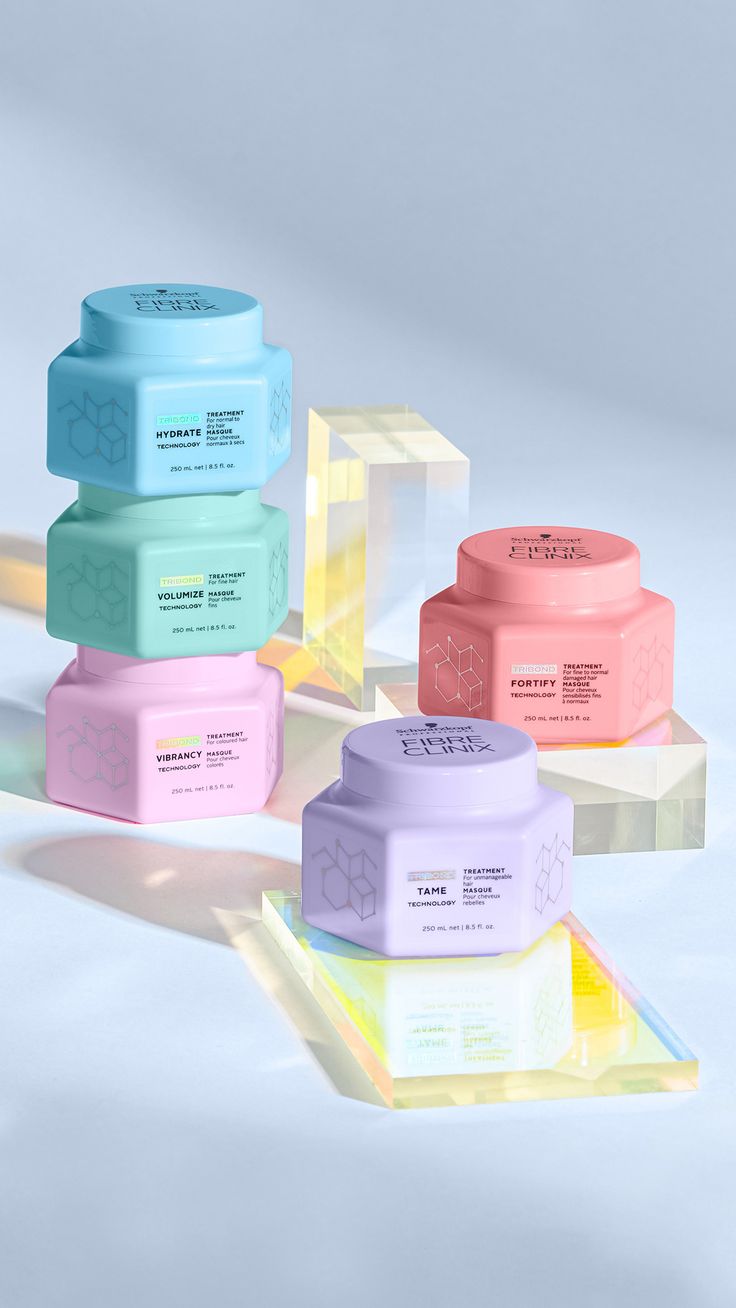 Schwarzkopf
PROFESSIONAL
FIBRE
CLINIX
TRIBOND
HYDRATE
TECHNOLOGY
TREATMENT
For normal to
dry hair
MASQUE
Pour cheveux
normaux à secs
250 mL net | 8.5 fl. oz.
TRIBOND
VOLUMIZE
TECHNOLOGY
TREATMENT
For fine hair
MASQUE
Pour cheveux
fins
250 mL net | 8.5 fl. oz.
TRIBOND
VIBRANCY
TECHNOLOGY
TREATMENT
For coloured hair
MASQUE
Pour cheveux
colorés
250 mL net | 8.5 fl. oz.
Schwarzkopf
PROFESSIONAL
FIBRE
CLINIX
TRIBOND
FORTIFY
TECHNOLOGY
TREATMENT
For fine to normal
damaged hair
MASQUE
Pour cheveux
sensibilisés fins
à normaux
250 mL net | 8.5 fl. oz.
Schwarzkopf
PROFESSIONAL
FIBRE
CLINIX
TRIBOND
TAME
TECHNOLOGY
TREATMENT
For unmanageable
hair
MASQUE
Pour cheveux
rebelles
250 mL net | 8.5 fl. oz.